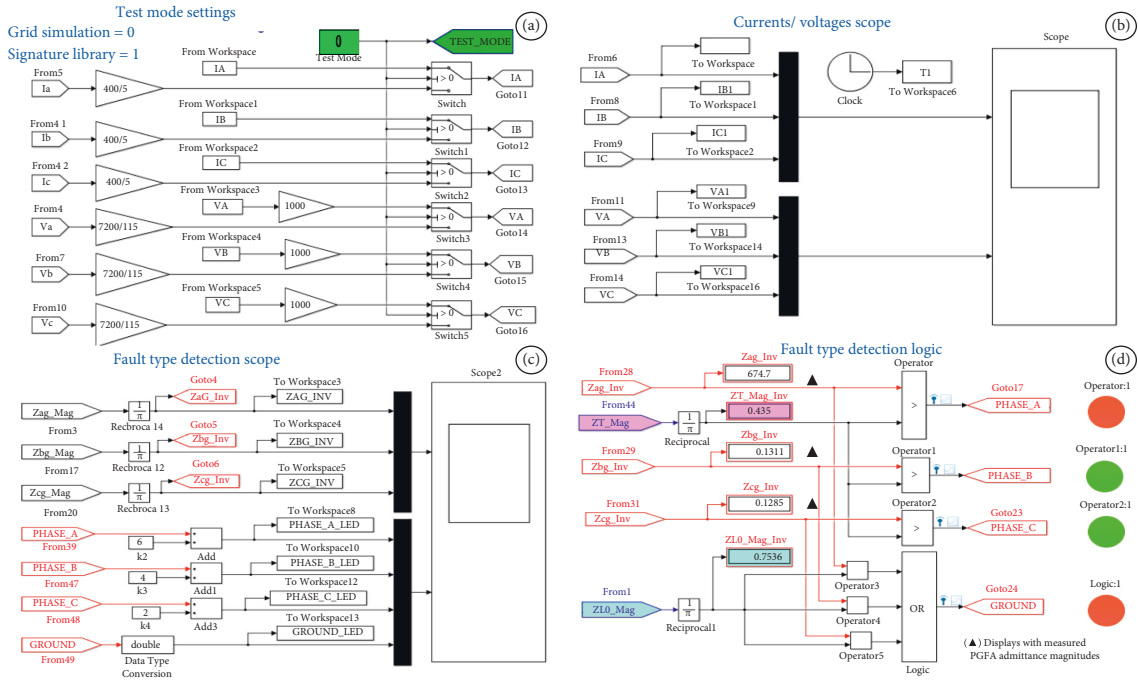 Test mode settings
(a)
Grid simulation = 0
Signature library = 1
0
Test Mode
TEST_MODE
From Workspace
IA
From5
Ia
400/5
> 0
Switch
IA
Goto11
From Workspace1
IB
From4 1
Ib
400/5
> 0
Switch1
IB
Goto12
From Workspace2
IC
From4 2
Ic
400/5
> 0
Switch2
IC
Goto13
From Workspace3
VA
1000
From4
Va
7200/115
> 0
Switch3
VA
Goto14
From Workspace4
VB
1000
From7
Vb
7200/115
> 0
Switch4
VB
Goto15
From Workspace5
VC
1000
From10
Vc
7200/115
> 0
Switch5
VC
Goto16
Currents/ voltages scope
(b)
From6
IA
To Workspace
Clock
T1
To Workspace6
Scope
From8
IB
IB1
To Workspace1
From9
IC
IC1
To Workspace2
From11
VA
VA1
To Workspace9
From13
VB
VB1
To Workspace14
From14
VC
VC1
To Workspace16
Fault type detection scope
(c)
Scope2
Zag_Mag
From3
1/π
Recbroca 14
Goto4
ZaG_Inv
To Workspace3
ZAG_INV
Zbg_Mag
From17
1/π
Recbroca 12
Goto5
Zbg_Inv
To Workspace4
ZBG_INV
Zcg_Mag
From20
1/π
Recbroca 13
Goto6
Zcg_Inv
To Workspace5
ZCG_INV
PHASE_A
From39
6
k2
Add
To Workspace8
PHASE_A_LED
PHASE_B
From47
4
k3
Add1
To Workspace10
PHASE_B_LED
PHASE_C
From48
2
k4
Add3
To Workspace12
PHASE_C_LED
GROUND
From49
double
Data Type
Conversion
To Workspace13
GROUND_LED
Fault type detection logic
(d)
From28
Zag_Inv
Zag_Inv
674.7
▲
Operator
>
Goto17
PHASE_A
Operator:1
From44
ZT_Mag
1/π
Reciprocal
ZT_Mag_Inv
0.435
From29
Zbg_Inv
Zbg_Inv
0.1311
▲
Operator1
>
PHASE_B
Operator1:1
From31
Zcg_Inv
Zcg_Inv
0.1285
▲
Operator2
>
Goto23
PHASE_C
Operator2:1
ZL0_Mag_Inv
0.7536
From1
ZL0_Mag
1/π
Reciprocal1
Operator3
Operator4
Operator5
OR
Logic
Goto24
GROUND
Logic:1
(▲) Displays with measured
PGFA admittance magnitudes